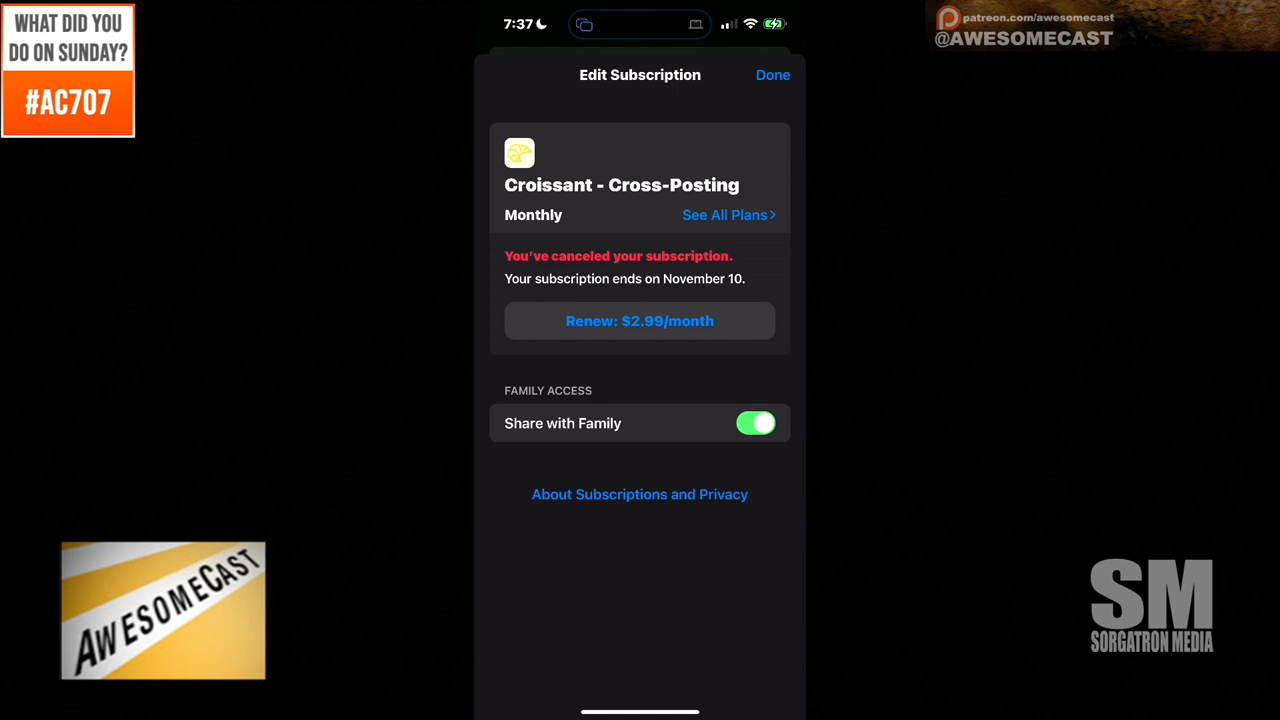 WHAT DID YOU
DO ON SUNDAY?
#AC707
7:37
patreon.com/awesomecast
@AWESOMECAST
Edit Subscription
Done
Croissant - Cross-Posting
Monthly
See All Plans
You've canceled your subscription.
Your subscription ends on November 10.
Renew: $2.99/month
FAMILY ACCESS
Share with Family
About Subscriptions and Privacy
AWESOMECAST
SM
SORGATRON MEDIA